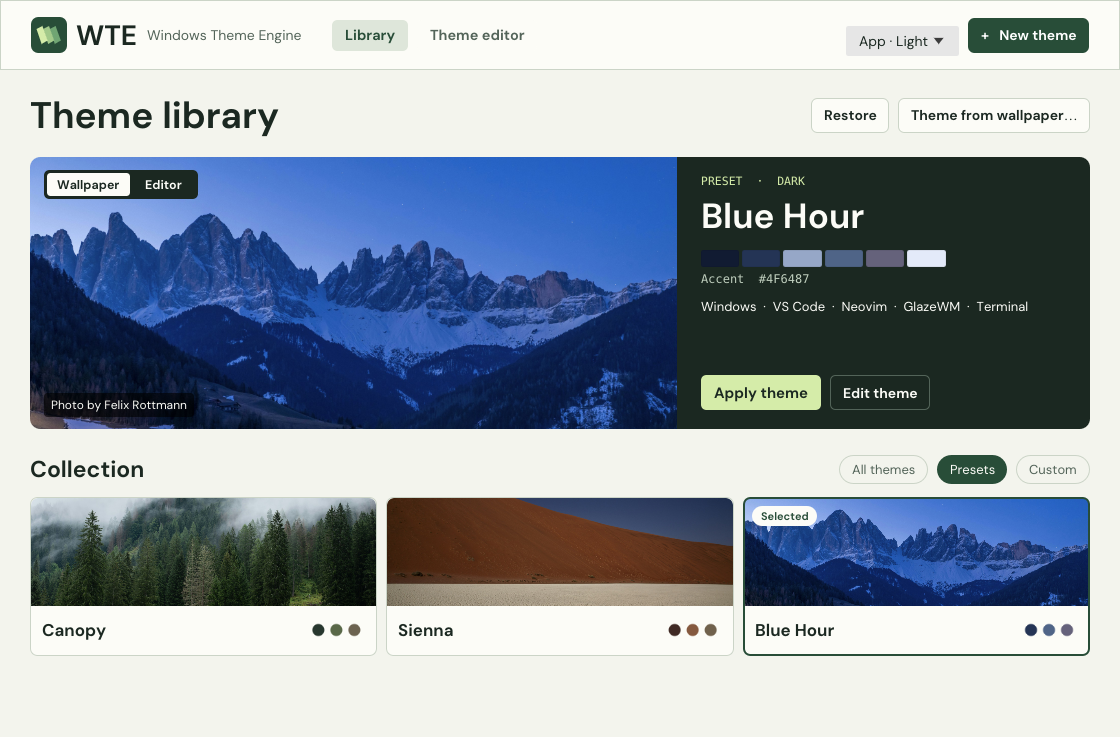 WTE Windows Theme Engine Library Theme editor App · Light ▼ + New theme
Theme library Restore Theme from wallpaper...
Wallpaper Editor
Photo by Felix Rottmann
PRESET · DARK
Blue Hour
Accent #4F6487
Windows · VS Code · Neovim · GlazeWM · Terminal
Apply theme Edit theme
Collection All themes Presets Custom
Selected
Canopy Sienna Blue Hour